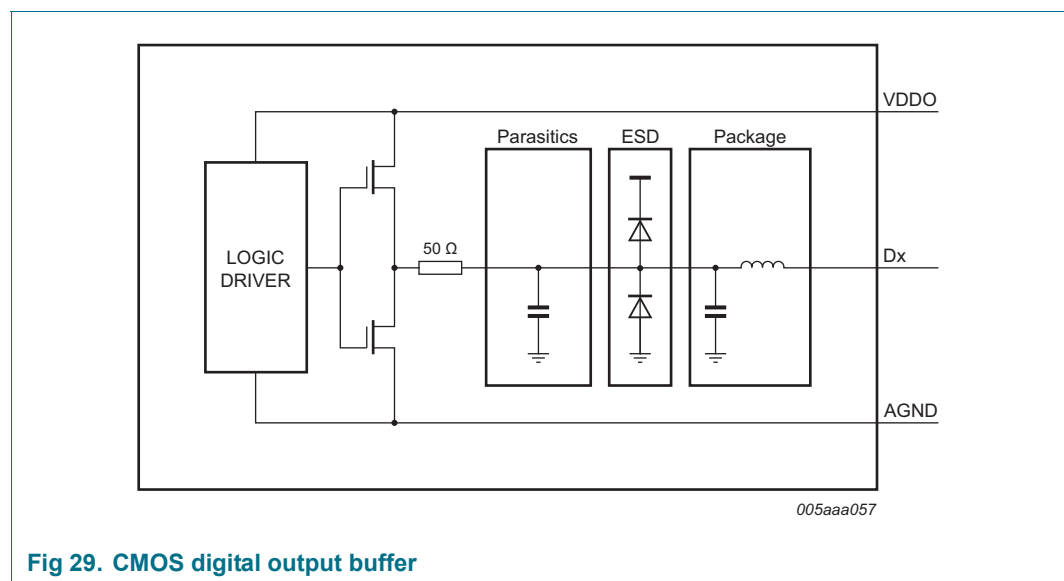 VDDO
Parasitics
ESD
Package
50 Ω
LOGIC
DRIVER
Dx
AGND
005aaa057
Fig 29. CMOS digital output buffer